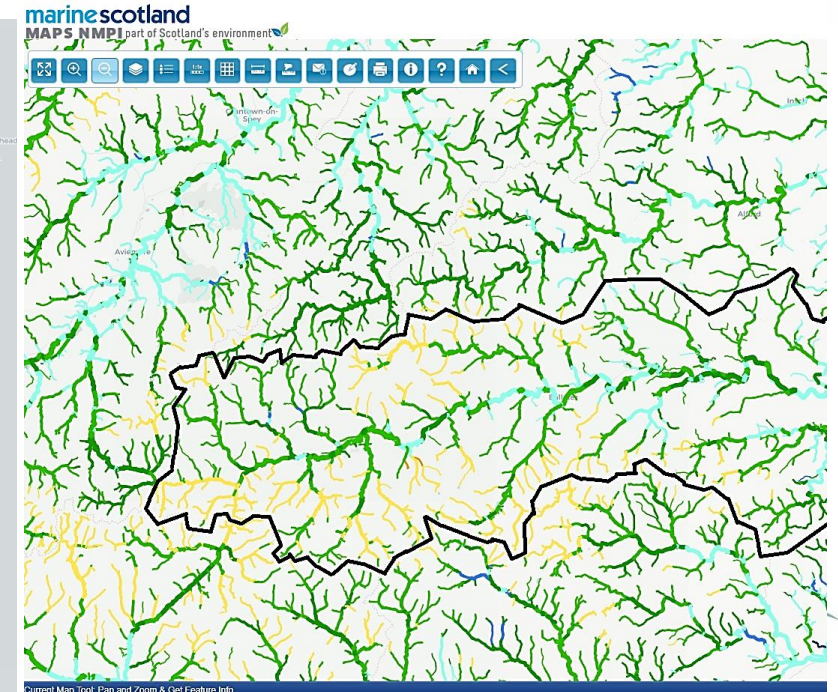 marinescotland
MAPS NMPI part of Scotland's environment
head
Grantown-on-
Spey
Aviemore
Alford
Current Map Tool: Pan and Zoom & Get Feature Info